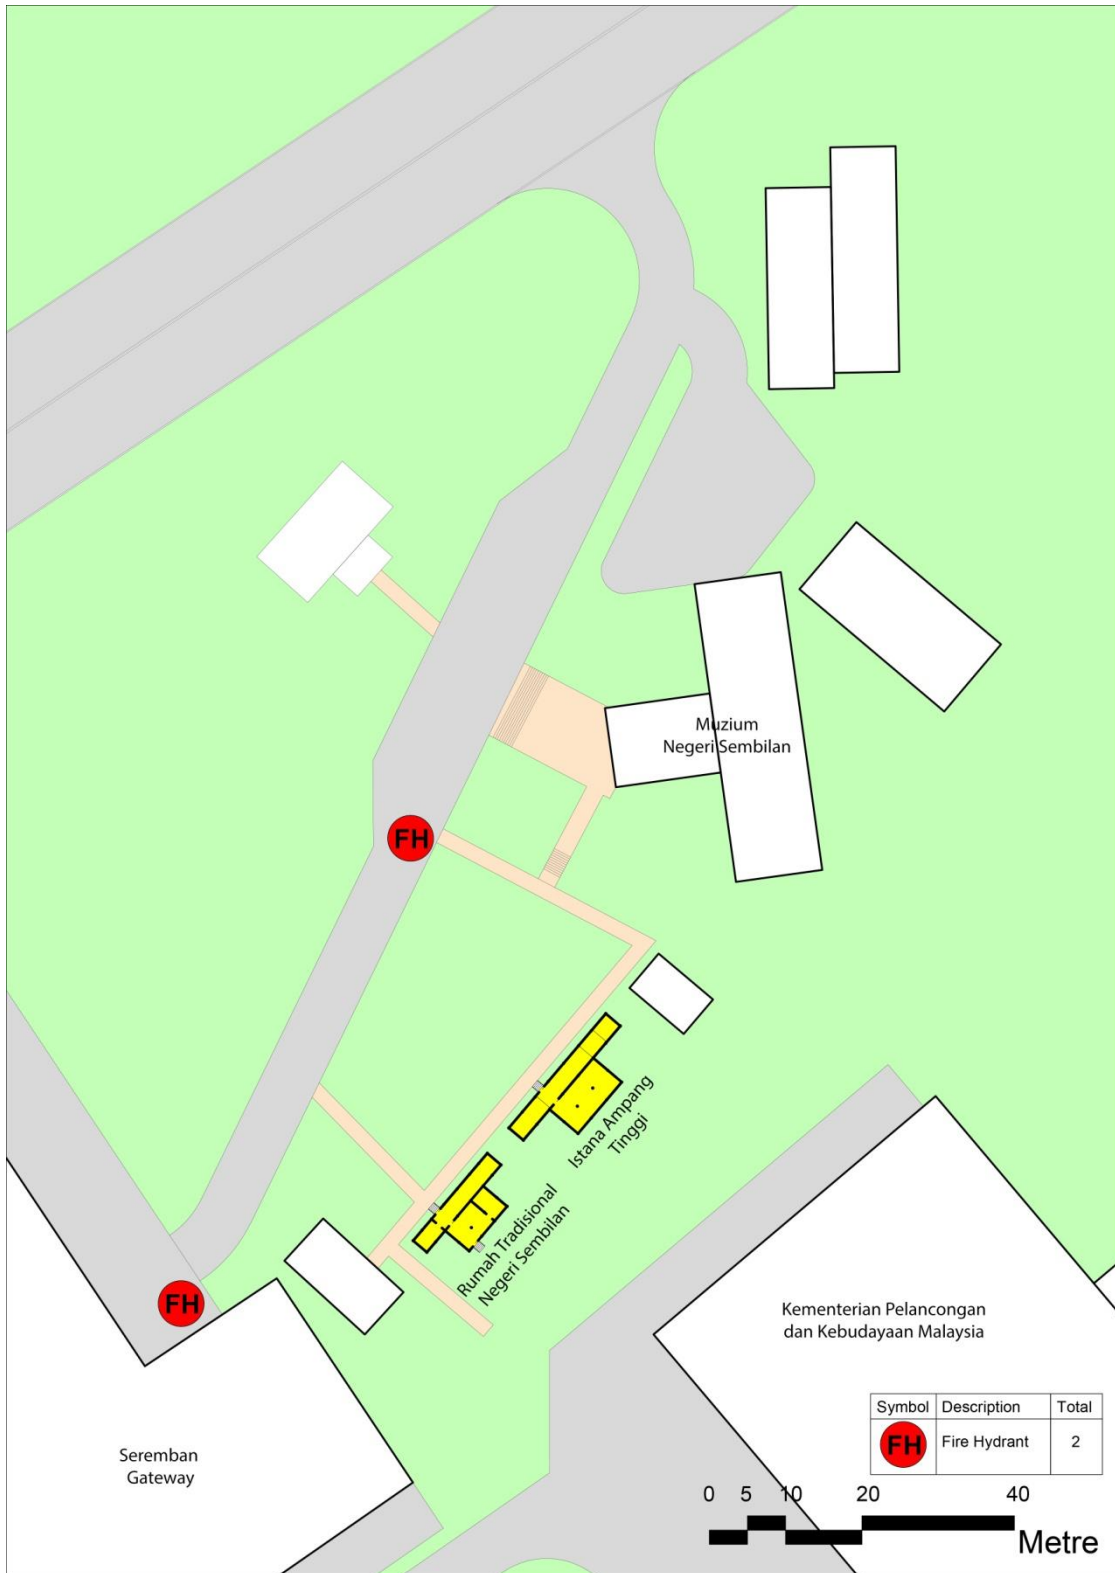 Muzium
Negeri Sembilan
FH
Istana Ampang
Tinggi
Rumah Tradisional
Negeri Sembilan
FH
Kementerian Pelancongan
dan Kebudayaan Malaysia
Seremban
Gateway
Symbol Description Total
FH Fire Hydrant 2
0 5 10 20 40
Metre